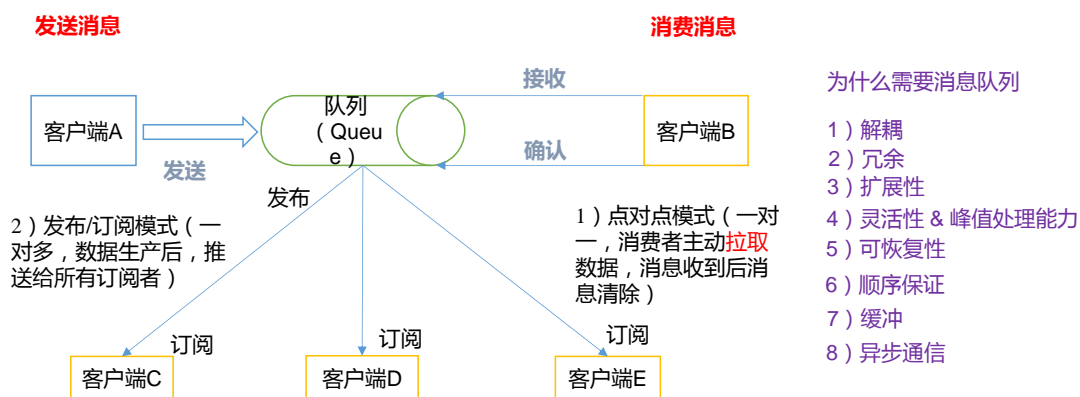 发送消息
消费消息
客户端A
发送
队列
（Queu
e）
接收
确认
客户端B
发布
2）发布/订阅模式（一
对多，数据生产后，推
送给所有订阅者）
1）点对点模式（一对
一，消费者主动拉取
数据，消息收到后消
息清除）
订阅
订阅
订阅
客户端C
客户端D
客户端E
为什么需要消息队列
1）解耦
2）冗余
3）扩展性
4）灵活性 & 峰值处理能力
5）可恢复性
6）顺序保证
7）缓冲
8）异步通信